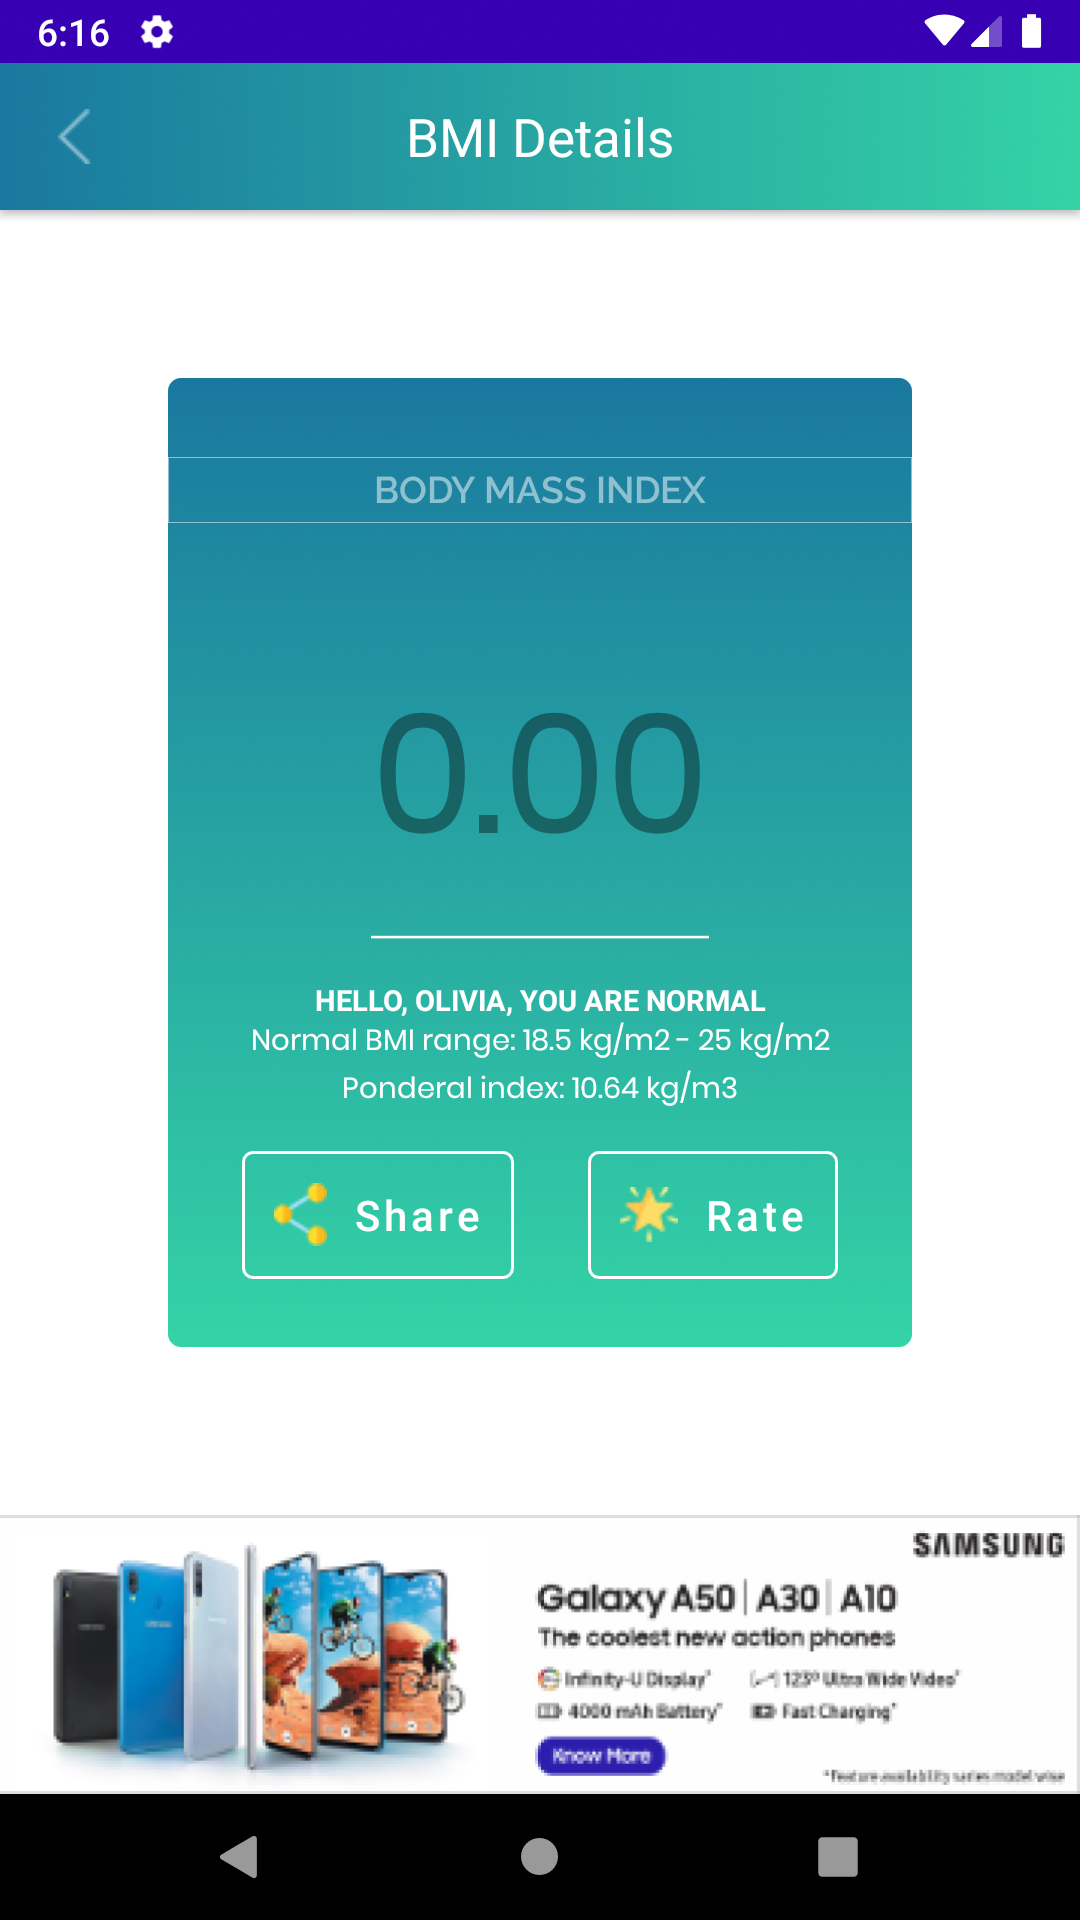 6:16
BMI Details
BODY MASS INDEX
0.00
HELLO, OLIVIA, YOU ARE NORMAL
Normal BMI range: 18.5 kg/m2 - 25 kg/m2
Ponderal index: 10.64 kg/m3
Share
Rate
SAMSUNG
Galaxy A50 | A30 | A10
The coolest new action phones
Infinity-U Display*
123° Ultra Wide Video*
4000 mAh Battery*
Fast Charging*
Know More
*Feature availability varies model wise